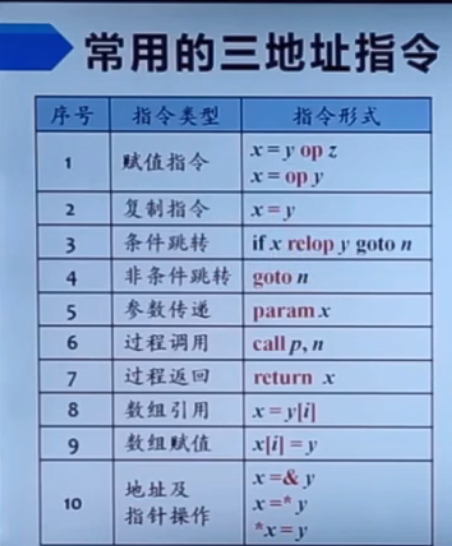 常用的三地址指令
序号 指令类型 指令形式
1 赋值指令 x = y op z
x = op y
2 复制指令 x = y
3 条件跳转 if x relop y goto n
4 非条件跳转 goto n
5 参数传递 param x
6 过程调用 call p, n
7 过程返回 return x
8 数组引用 x = y[i]
9 数组赋值 x[i] = y
10 地址及
指针操作 x =& y
x =* y
*x = y